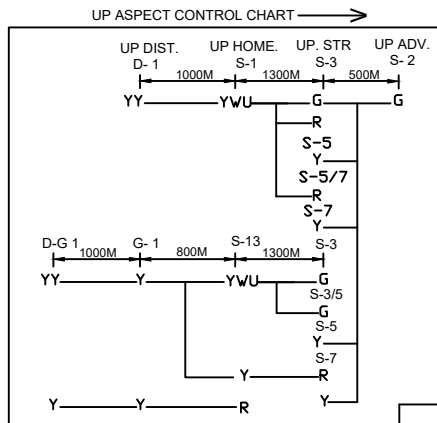 UP ASPECT CONTROL CHART
UP DIST. UP HOME. UP. STR UP ADV.
D- 1 S-1 S-3 S- 2
1000M 1300M 500M
YY YWU G G
R
S-5
Y
S-5/7
R
S-7
Y
D-G 1 G- 1 S-13 S-3
1000M 800M 1300M
YY Y YWU G
S-3/5
G
S-5
Y
S-7
Y R
Y Y R Y